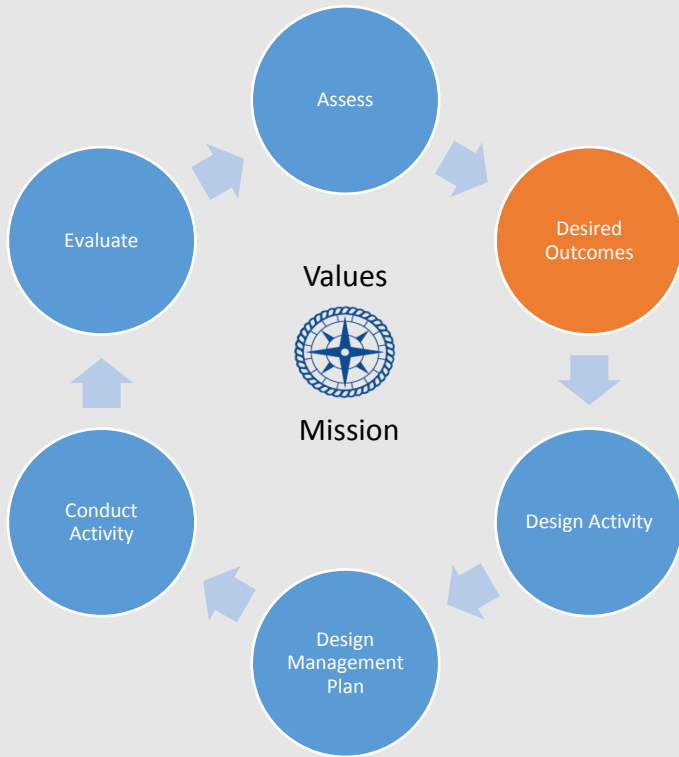 Assess
Desired
Outcomes
Design Activity
Design
Management
Plan
Conduct
Activity
Evaluate
Values
Mission